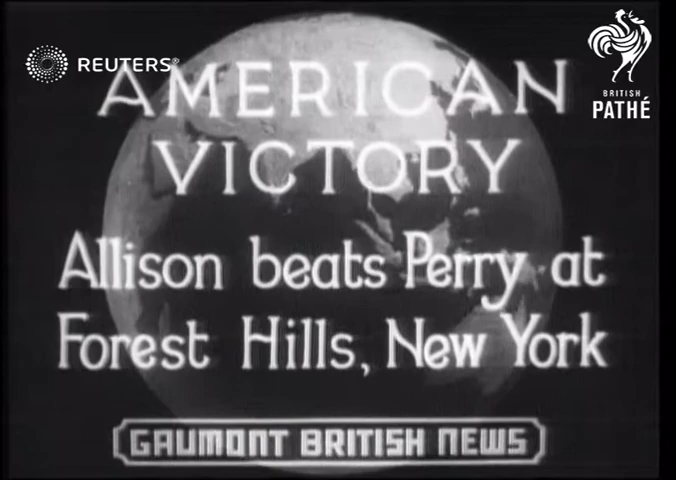 REUTERS®
BRITISH
PATHÉ
AMERICAN
VICTORY
Allison beats Perry at
Forest Hills, New York
GAUMONT BRITISH NEWS